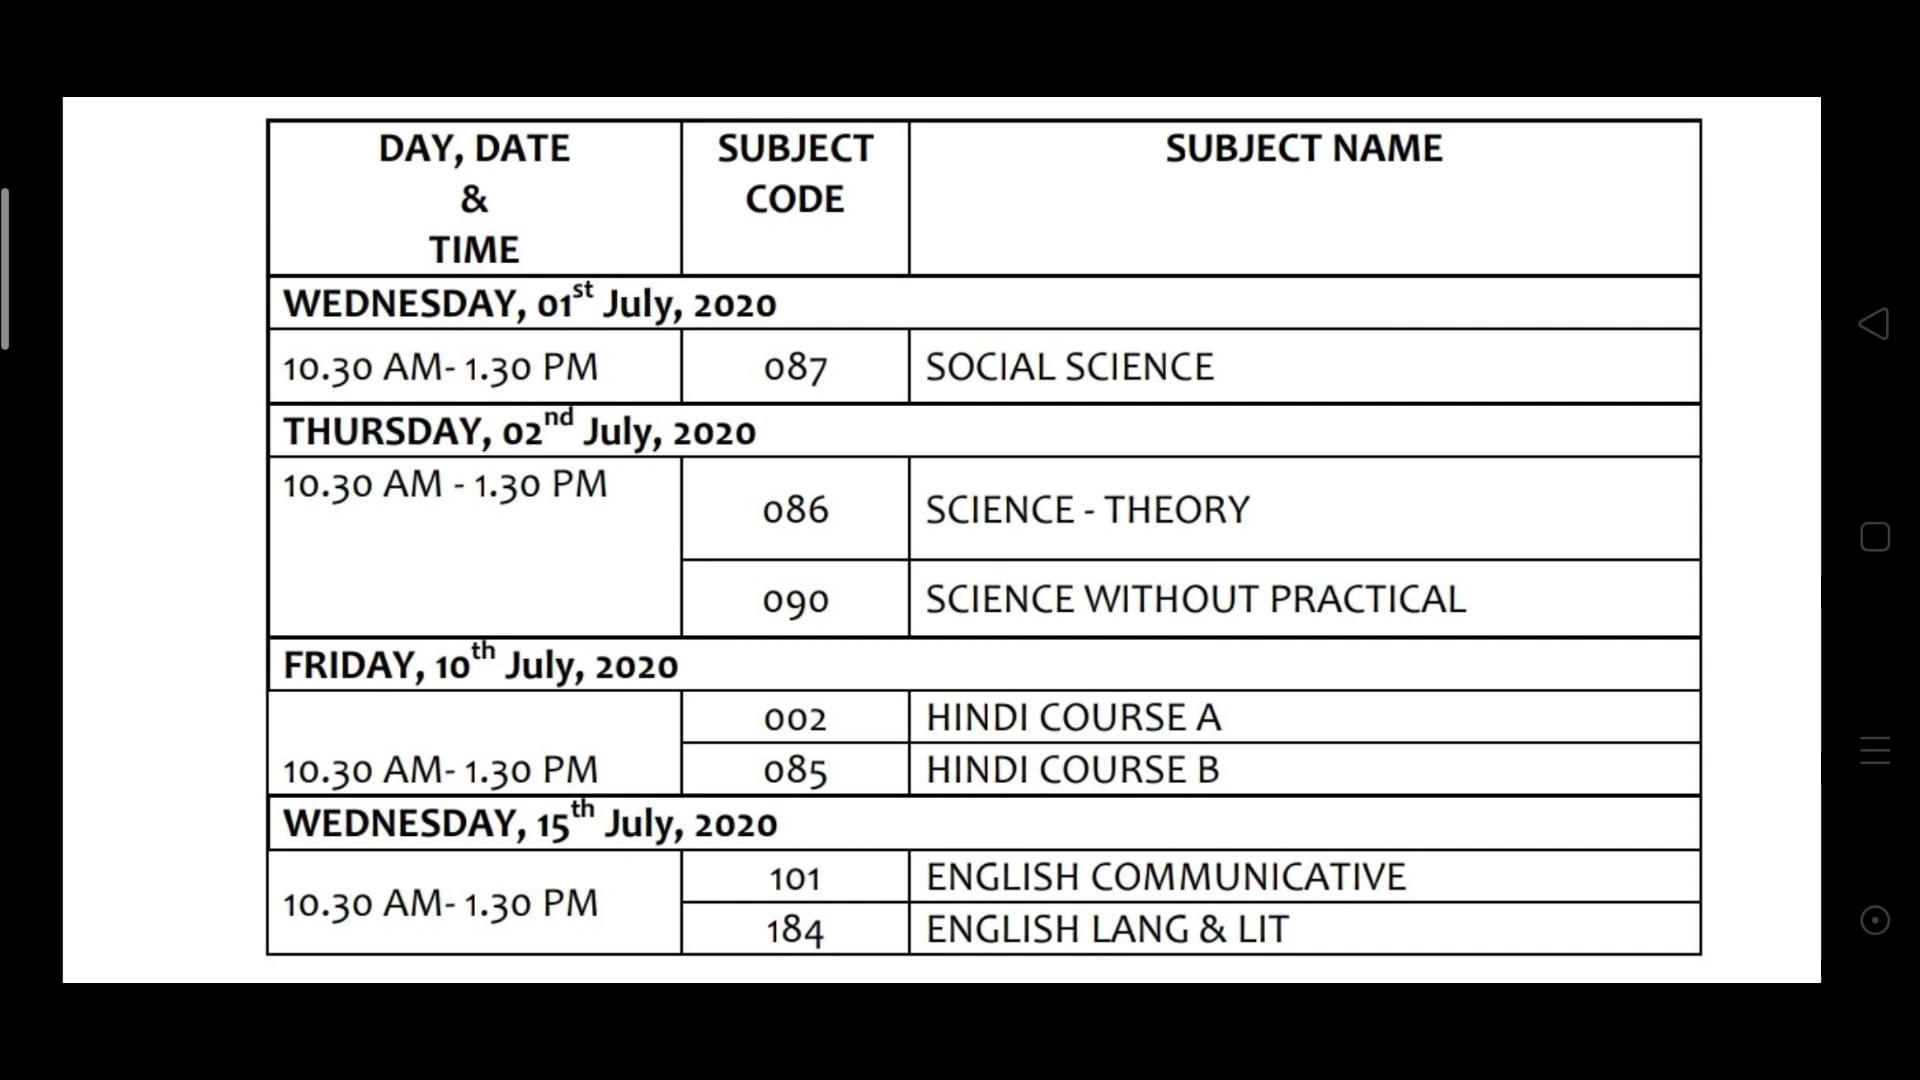 DAY, DATE
&
TIME
SUBJECT
CODE
SUBJECT NAME
WEDNESDAY, 01st July, 2020
10.30 AM- 1.30 PM 087 SOCIAL SCIENCE
THURSDAY, 02nd July, 2020
10.30 AM - 1.30 PM 086 SCIENCE - THEORY
090 SCIENCE WITHOUT PRACTICAL
FRIDAY, 10th July, 2020
002 HINDI COURSE A
10.30 AM- 1.30 PM 085 HINDI COURSE B
WEDNESDAY, 15th July, 2020
10.30 AM- 1.30 PM 101 ENGLISH COMMUNICATIVE
184 ENGLISH LANG & LIT